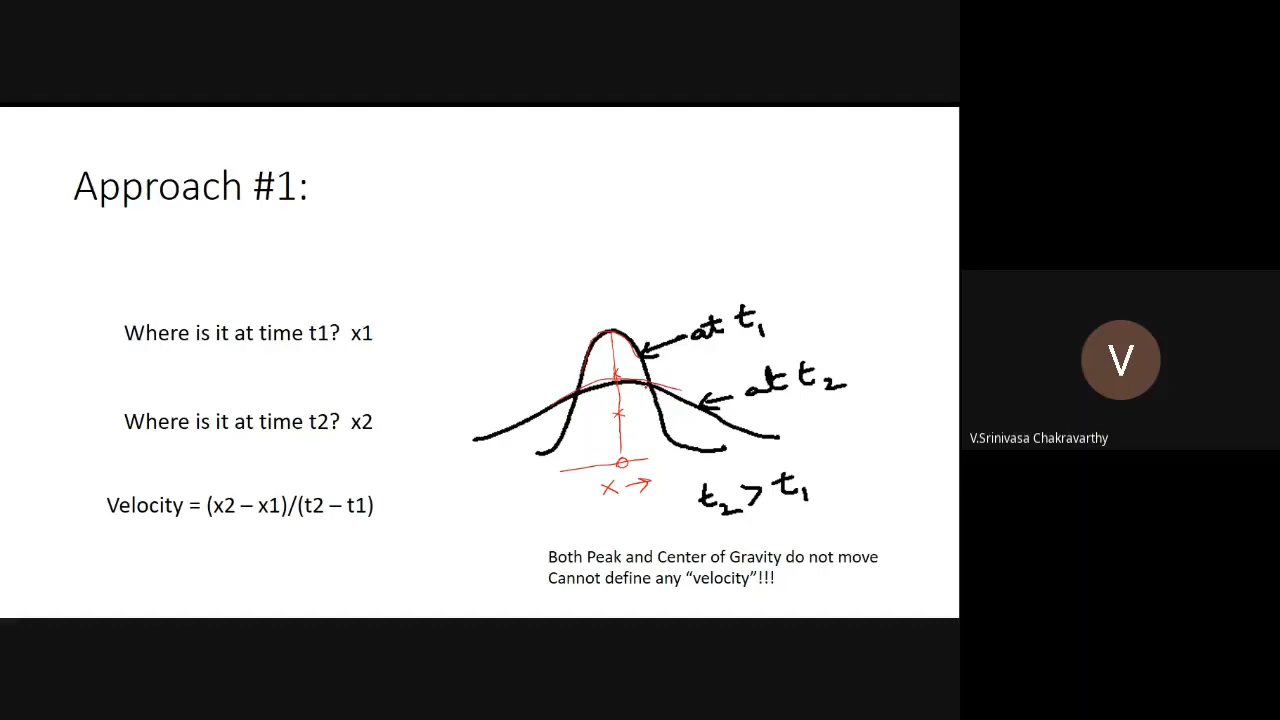 Approach #1:
Where is it at time t1? x1
Where is it at time t2? x2
Velocity = (x2 – x1)/(t2 – t1)
at t1
at t2
x
x →
t2 > t1
Both Peak and Center of Gravity do not move
Cannot define any “velocity”!!!
V
V.Srinivasa Chakravarthy